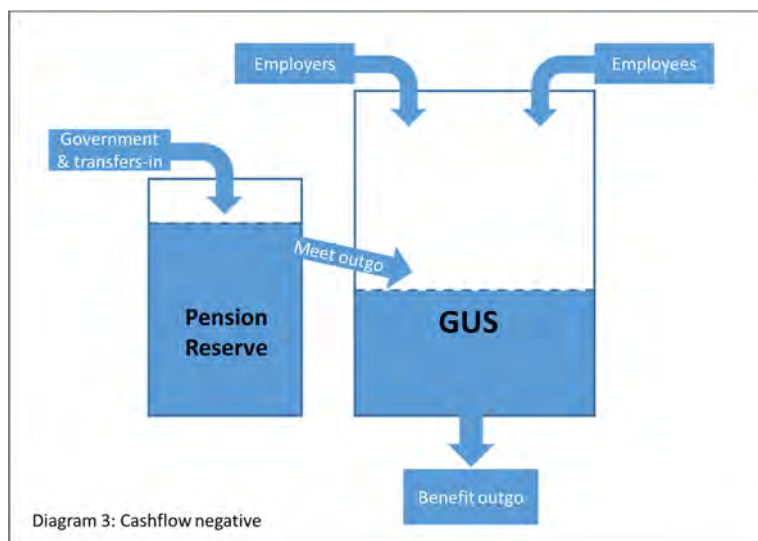 Employers
Employees
Government
& transfers-in
Meet outgo
Pension
Reserve
GUS
Benefit outgo
Diagram 3: Cashflow negative